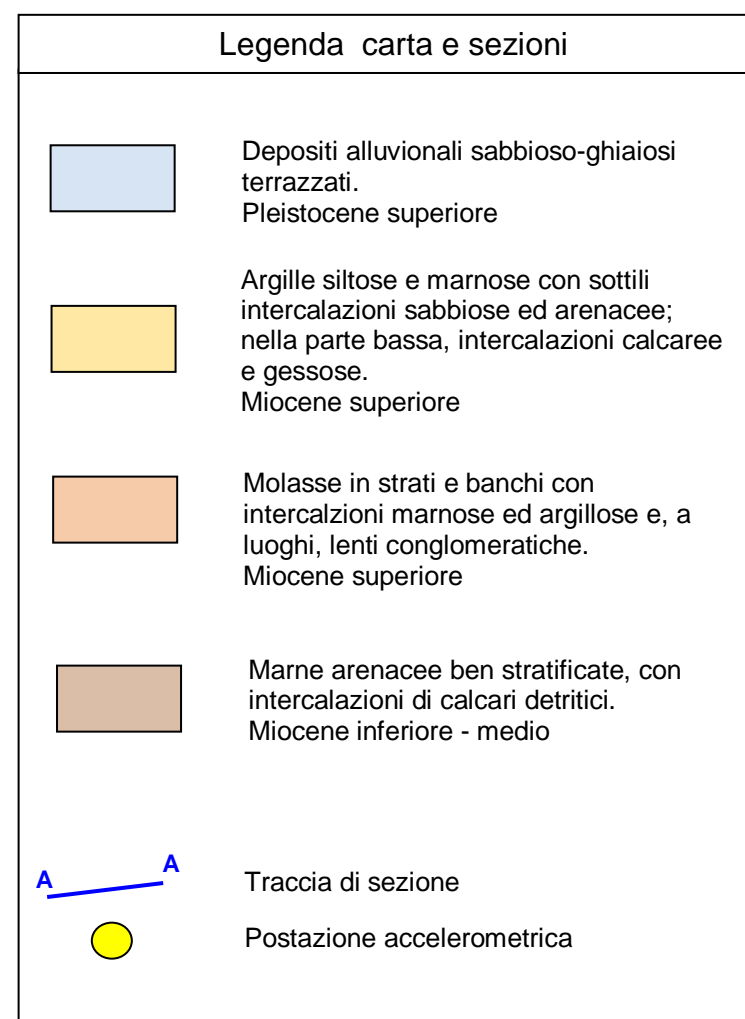 Legenda carta e sezioni
Depositi alluvionali sabbioso-ghiaiosi
terrazzati.
Pleistocene superiore
Argille siltose e marnose con sottili
intercalazioni sabbiose ed arenacee;
nella parte bassa, intercalazioni calcaree
e gessose.
Miocene superiore
Molasse in strati e banchi con
intercalzioni marnose ed argillose e, a
luoghi, lenti conglomeratiche.
Miocene superiore
Marne arenacee ben stratificate, con
intercalazioni di calcari detritici.
Miocene inferiore - medio
A A
Traccia di sezione
Postazione accelerometrica